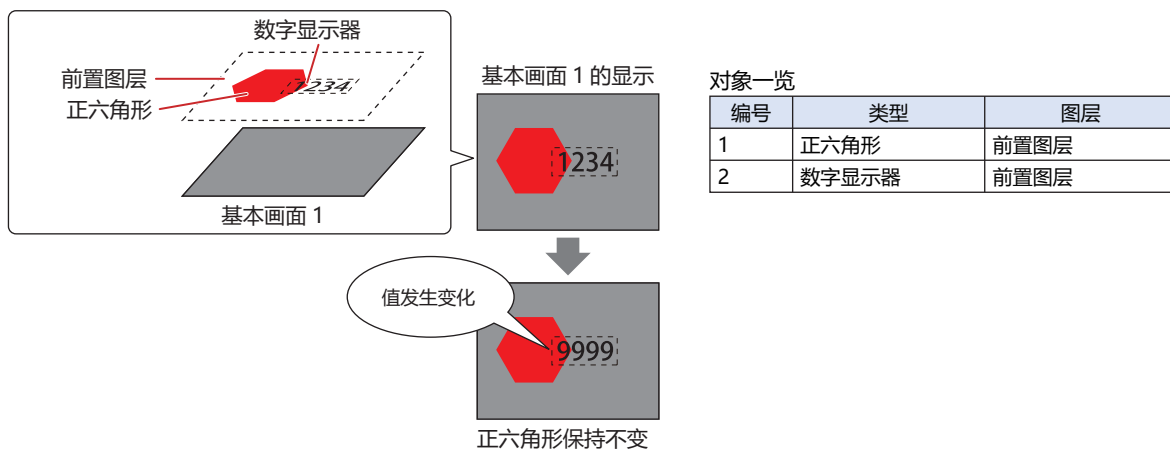 数字显示器
前置图层
正六角形
1234
基本画面 1
基本画面 1 的显示
1234
值发生变化
9999
正六角形保持不变
对象一览
编号 类型 图层
1 正六角形 前置图层
2 数字显示器 前置图层